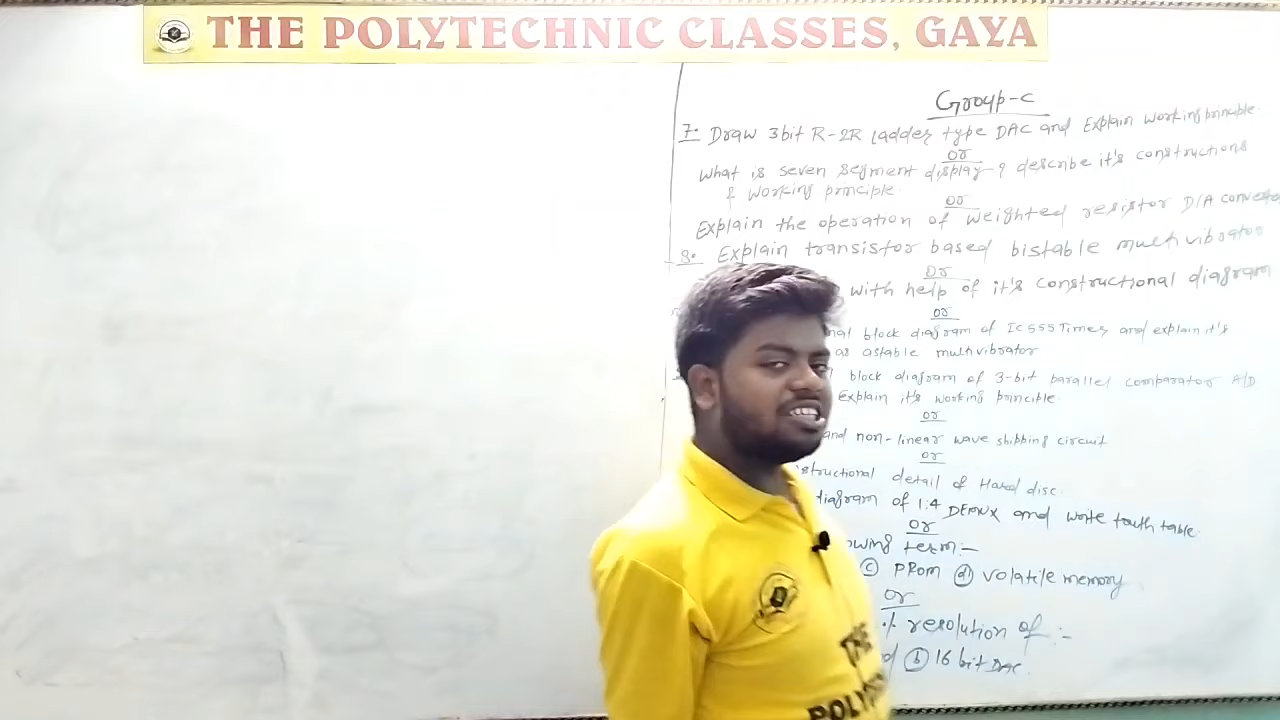 THE POLYTECHNIC CLASSES, GAYA
Group-c
7. Draw 3bit R-2R ladder type DAC and Explain working principle.
or
What is seven segment display ? describe it's constructions
& working principle.
or
Explain the operation of weighted resistor D/A converter
8. Explain transistor based bistable multivibrator
or
with help of it's constructional diagram
or
block diagram of IC 555 Timer and explain it's
as astable multivibrator
block diagram of 3-bit parallel comparator A/D
Explain it's working principle.
or
and non-linear wave shipping circuit
or
detail of Hard disc.
diagram of 1:4 DEMUX and write truth table.
or
term:-
(c) PROM (d) volatile memory
or
% resolution of :-
(b) 16 bit DAC.
THE